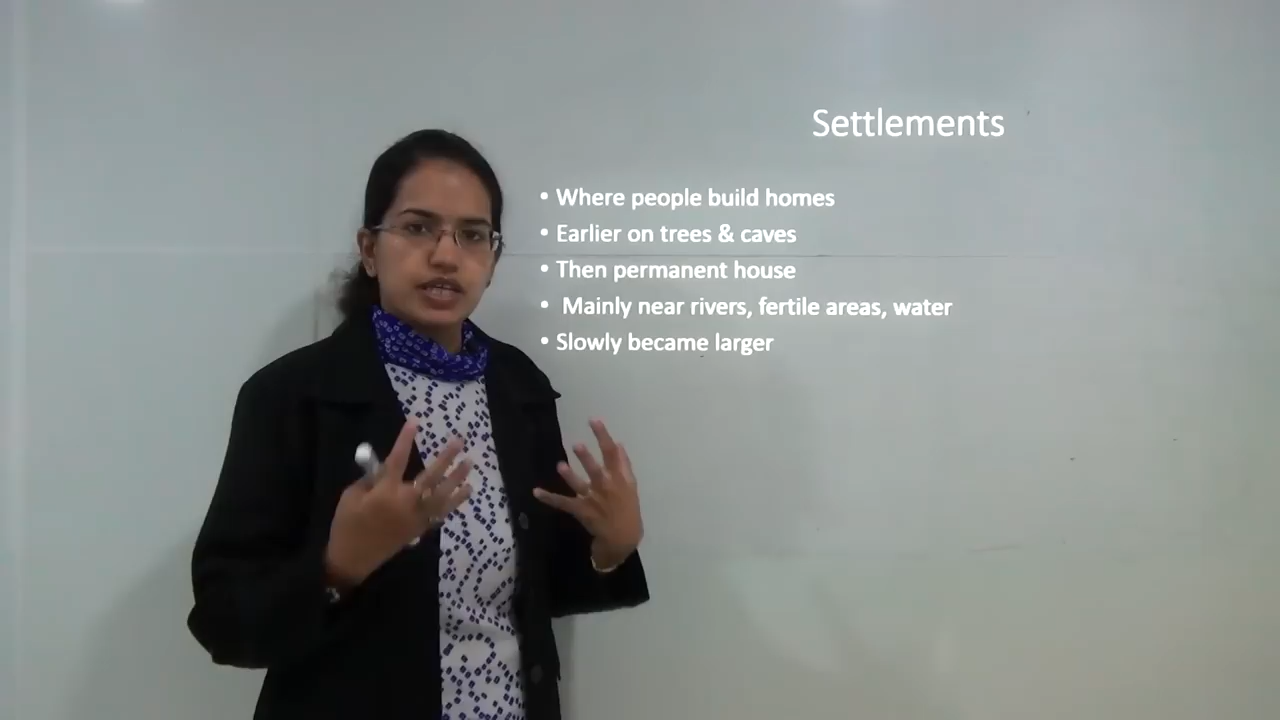 Settlements
• Where people build homes
• Earlier on trees & caves
• Then permanent house
• Mainly near rivers, fertile areas, water
• Slowly became larger